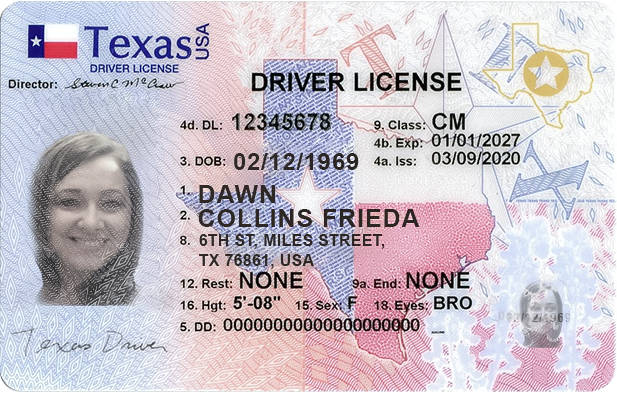 Texas USA
DRIVER LICENSE
Director: Steven C McCraw
DRIVER LICENSE
4d. DL: 12345678 9. Class: CM
4b. Exp: 01/01/2027
3. DOB: 02/12/1969 4a. Iss: 03/09/2020
1. DAWN
2. COLLINS FRIEDA
8. 6TH ST, MILES STREET,
TX 76861, USA
12. Rest: NONE 9a. End: NONE
16. Hgt: 5'-08" 15. Sex: F 18. Eyes: BRO
5. DD: 00000000000000000000
Texas Driver
02/12/1969